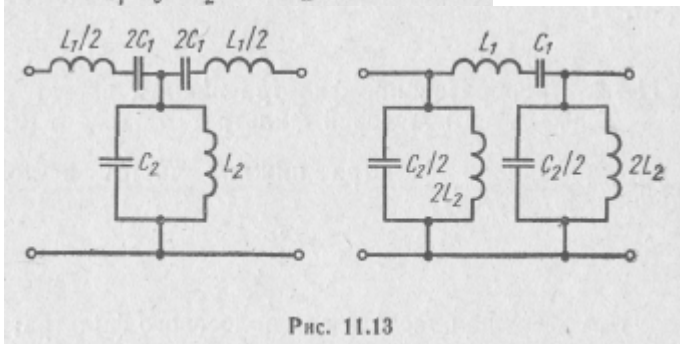 L₁/2 2C₁ 2C₁ L₁/2 L₁ C₁
C₂ L₂ C₂/2 2L₂ C₂/2 2L₂
Рис. 11.13